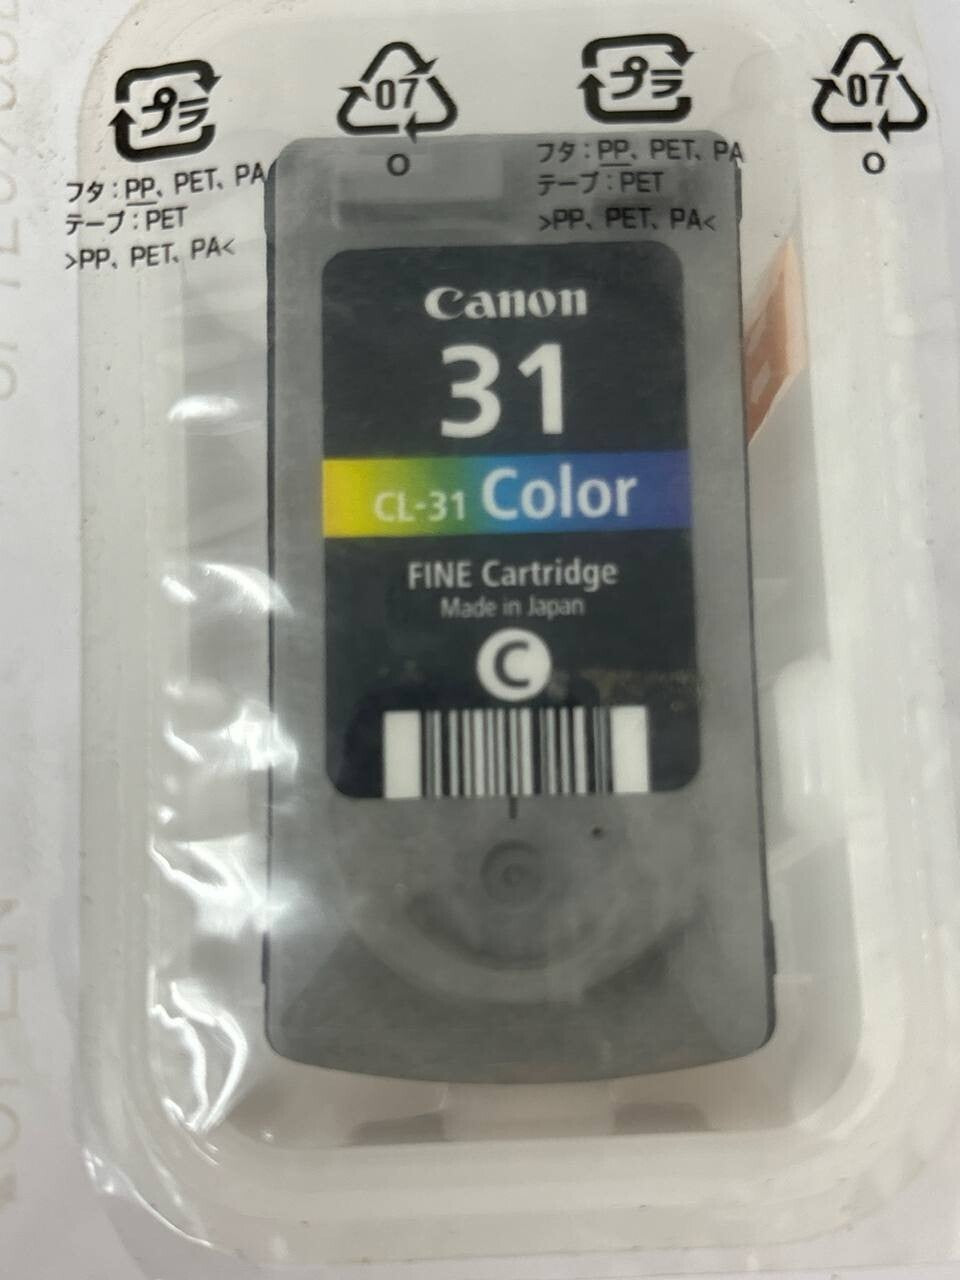 プラ
07
O
フタ:PP、PET、PA
テープ:PET
>PP、PET、PA<
プラ
07
O
フタ:PP、PET、PA
テープ:PET
>PP、PET、PA<
Canon
31
CL-31 Color
FINE Cartridge
Made in Japan
C